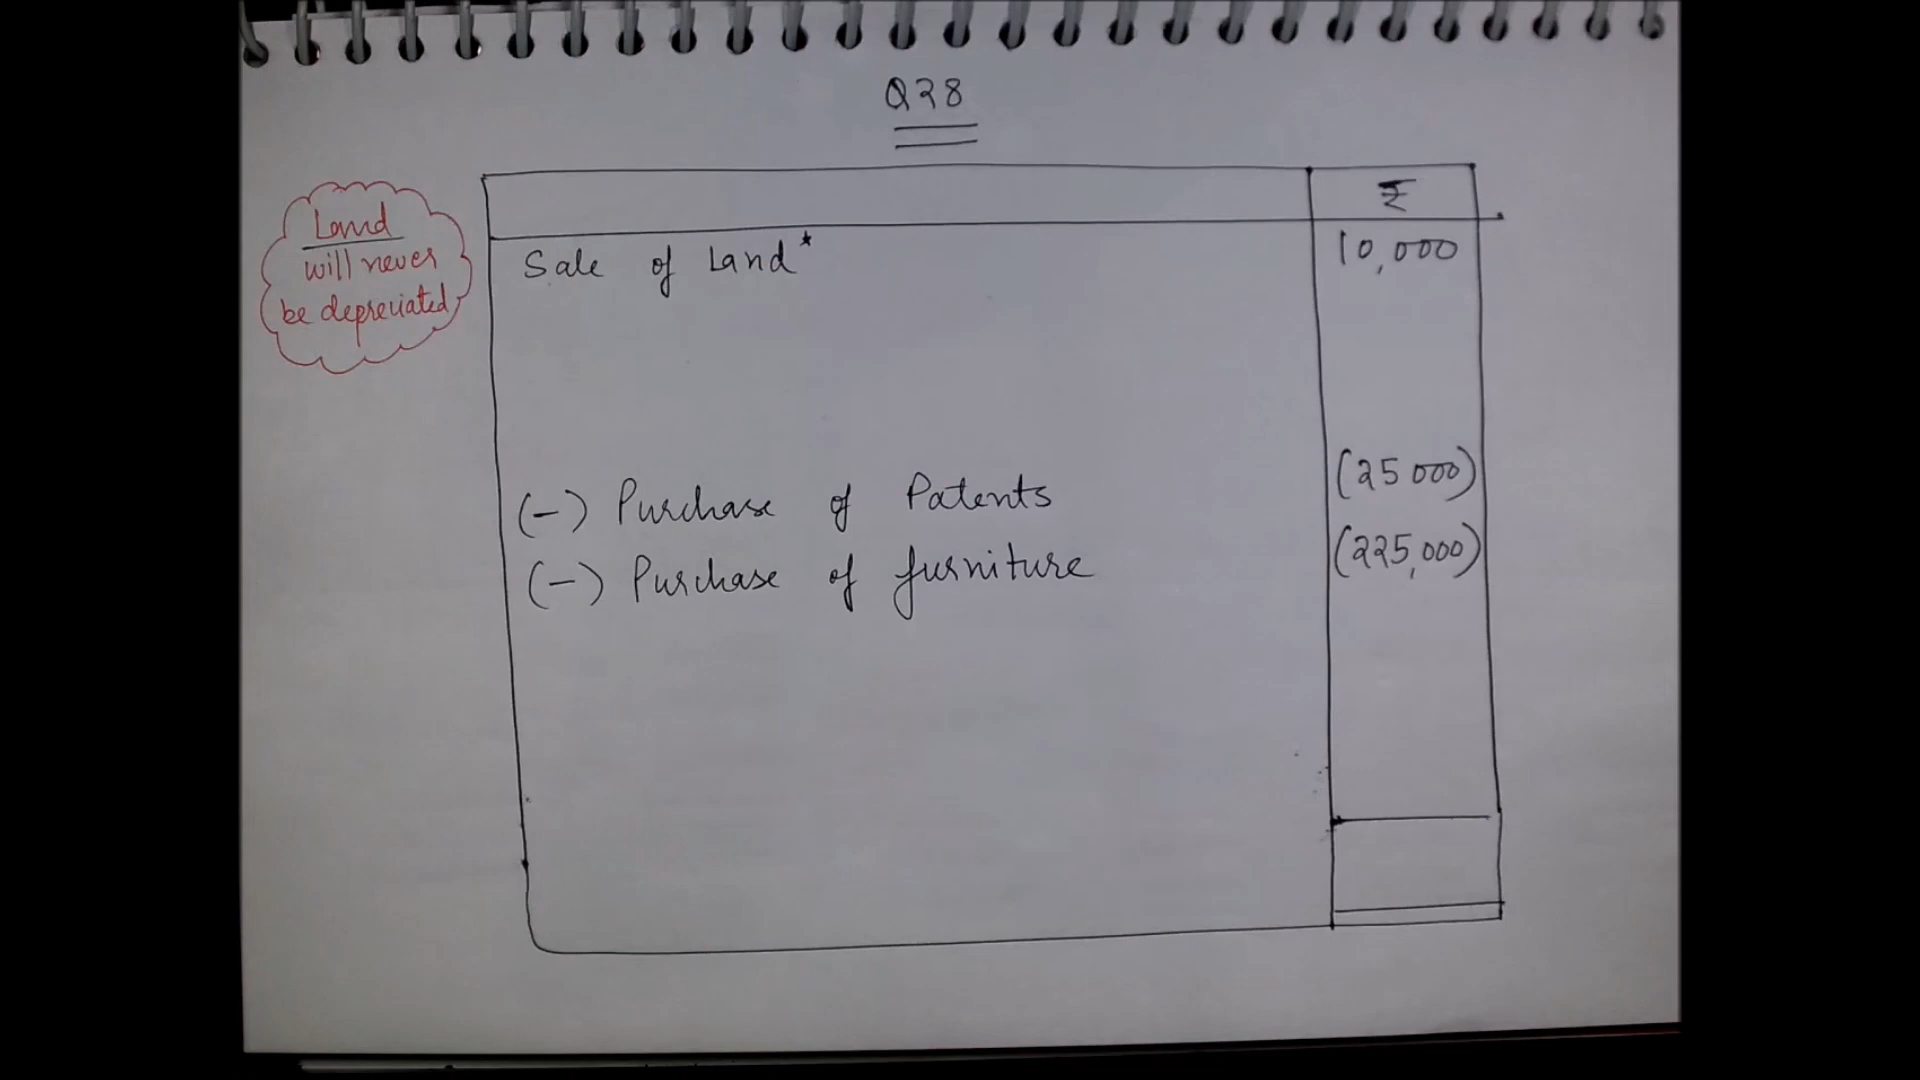 Q28
Land
will never
be depreciated
₹
Sale of Land* 10,000
(-) Purchase of Patents (25000)
(-) Purchase of furniture (225,000)